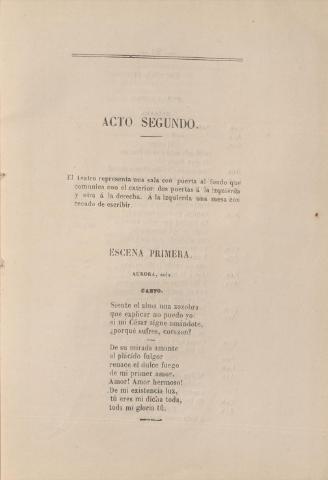 ACTO SEGUNDO.
El teatro representa una sala con puerta al fondo que
comunica con el exterior: dos puertas á la izquierda
y otra á la derecha. A la izquierda una mesa con
recado de escribir.
ESCENA PRIMERA.
AURORA, sola.
CANTO.
Siente el alma una zozobra
que explicar no puedo yo:
si mi César sigue amándote,
¿porqué sufres, corazon?
De su mirada amante
al plácido fulgor
renace el dulce fuego
de mi primer amor.
Amor! Amor hermoso!
De mi existencia luz,
tú eres mi dicha toda,
toda mi gloria tú.